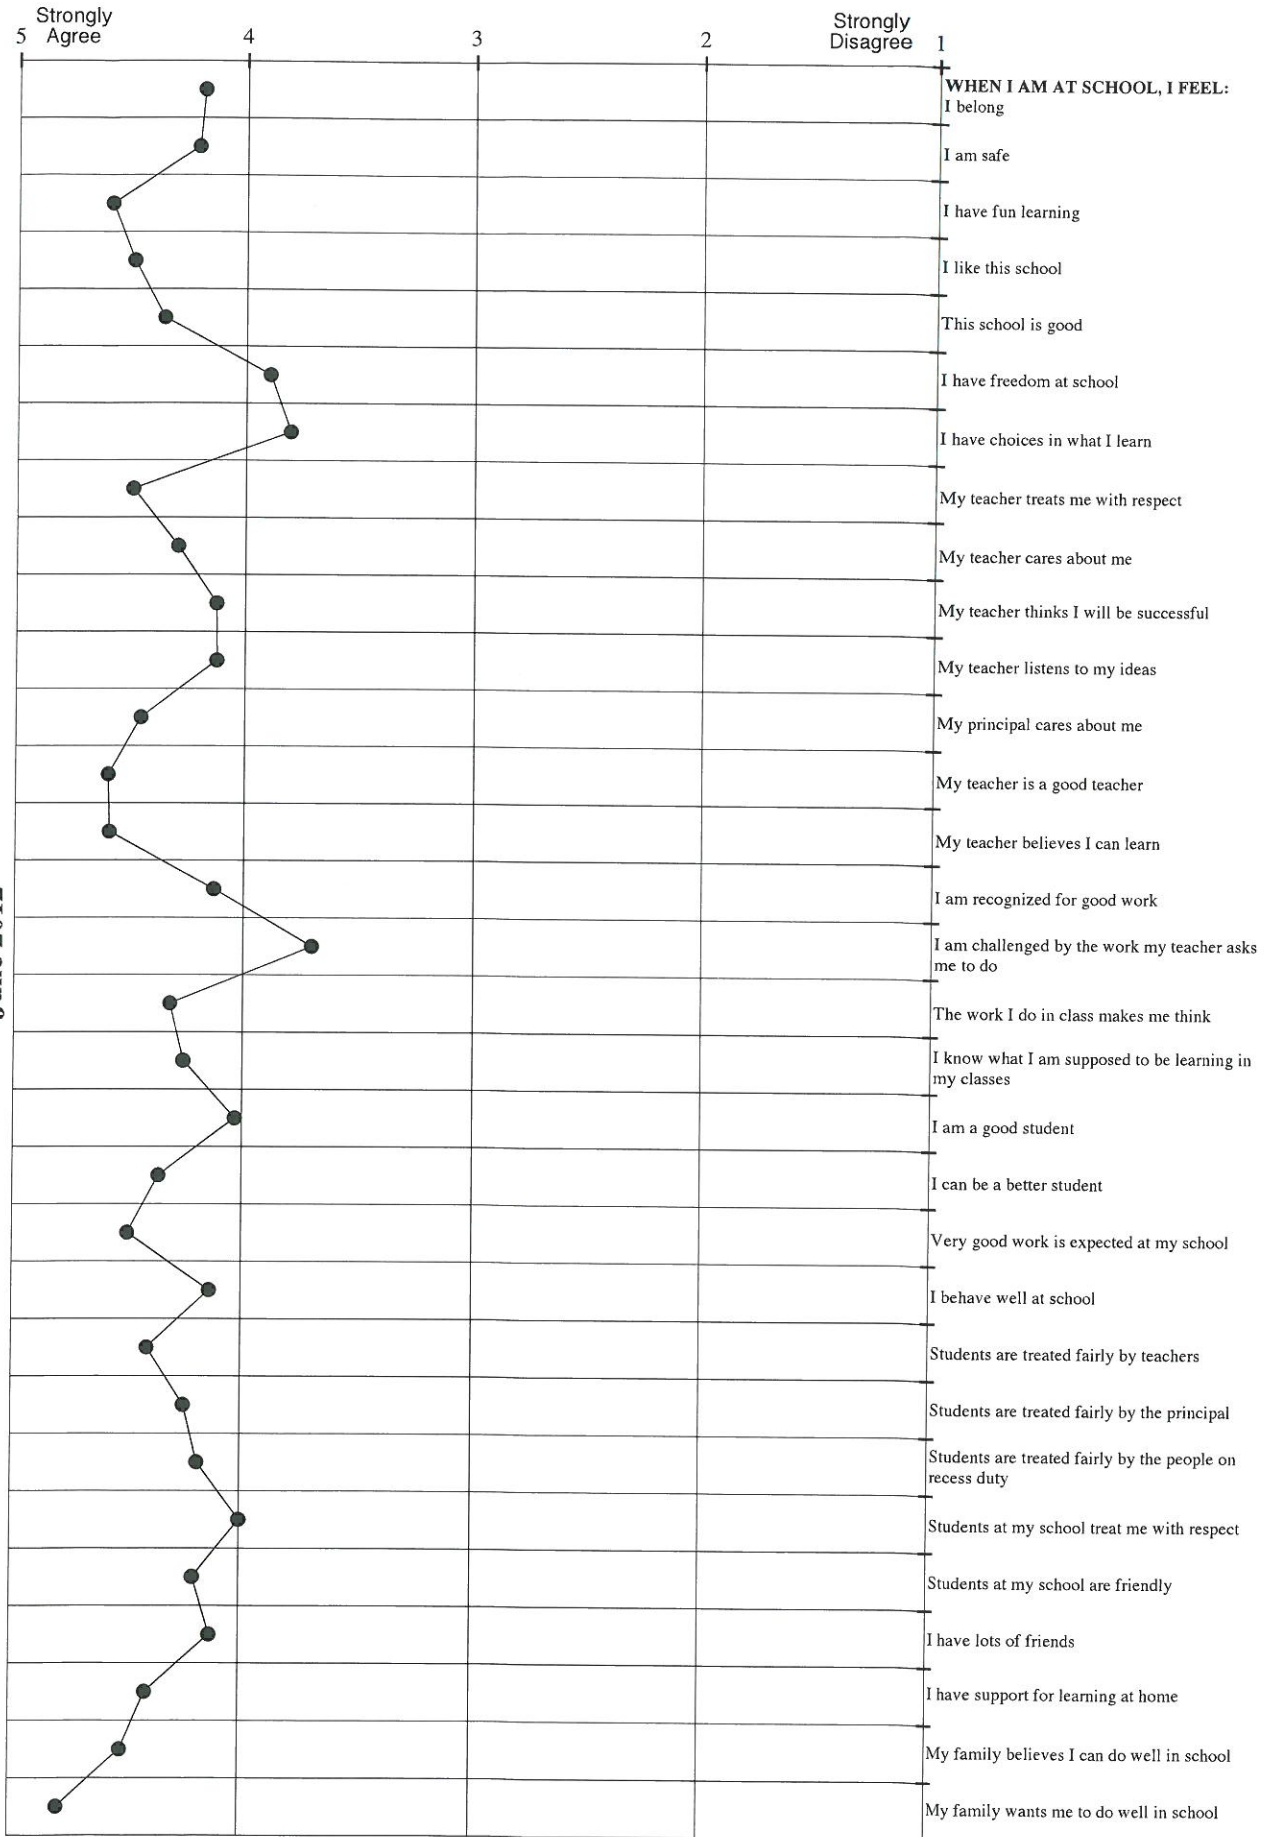 Strongly
Agree
Strongly
Disagree
5
4
3
2
1
WHEN I AM AT SCHOOL, I FEEL:
I belong
I am safe
I have fun learning
I like this school
This school is good
I have freedom at school
I have choices in what I learn
My teacher treats me with respect
My teacher cares about me
My teacher thinks I will be successful
My teacher listens to my ideas
My principal cares about me
My teacher is a good teacher
My teacher believes I can learn
I am recognized for good work
I am challenged by the work my teacher asks
me to do
The work I do in class makes me think
I know what I am supposed to be learning in
my classes
I am a good student
I can be a better student
Very good work is expected at my school
I behave well at school
Students are treated fairly by teachers
Students are treated fairly by the principal
Students are treated fairly by the people on
recess duty
Students at my school treat me with respect
Students at my school are friendly
I have lots of friends
I have support for learning at home
My family believes I can do well in school
My family wants me to do well in school